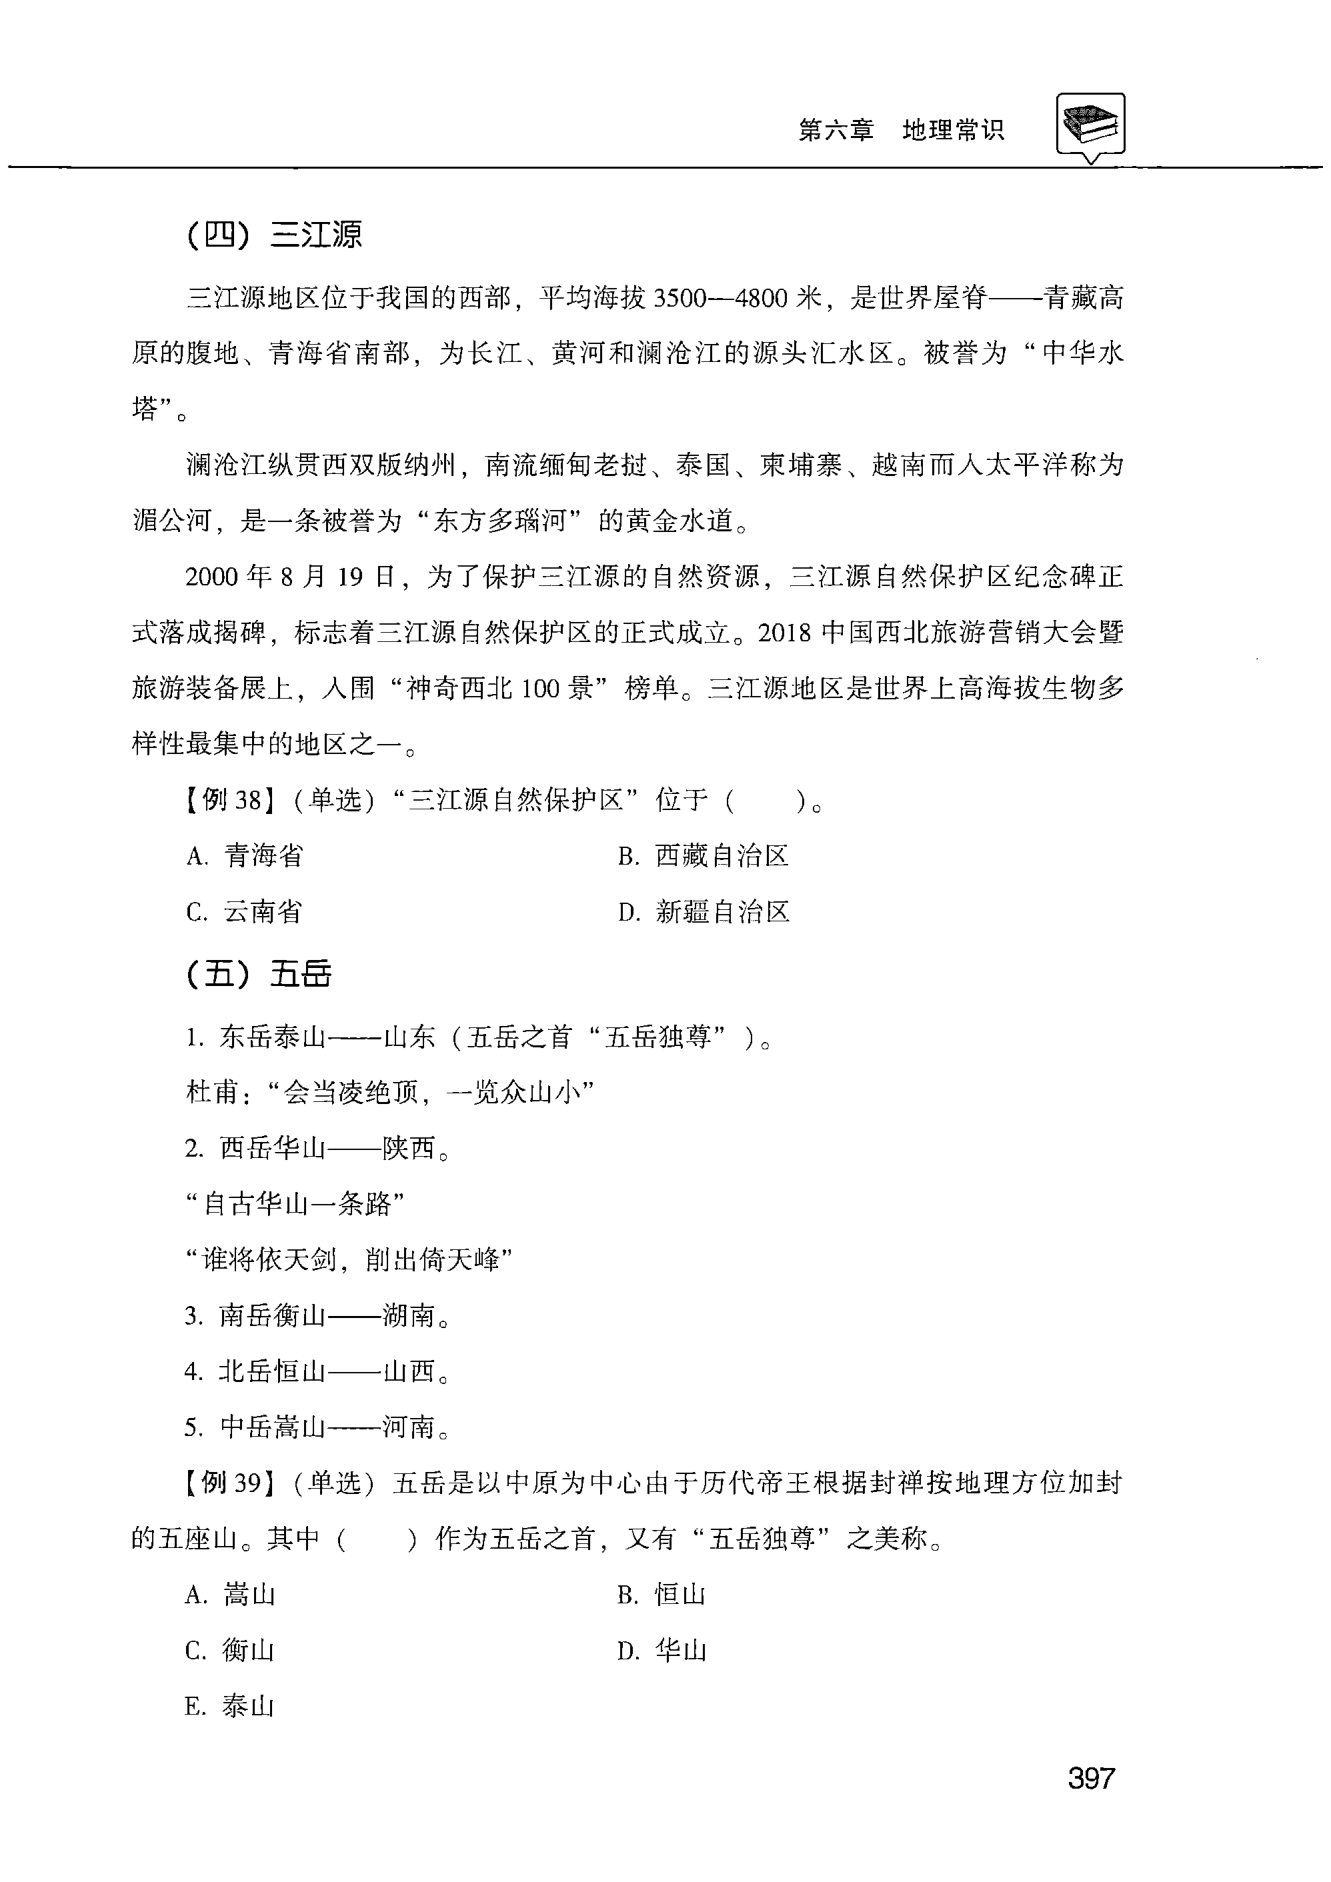 第六章 地理常识
（四）三江源
三江源地区位于我国的西部，平均海拔 3500—4800 米，是世界屋脊——青藏高
原的腹地、青海省南部，为长江、黄河和澜沧江的源头汇水区。被誉为“中华水
塔”。
澜沧江纵贯西双版纳州，南流缅甸老挝、泰国、柬埔寨、越南而入太平洋称为
湄公河，是一条被誉为“东方多瑙河”的黄金水道。
2000 年 8 月 19 日，为了保护三江源的自然资源，三江源自然保护区纪念碑正
式落成揭碑，标志着三江源自然保护区的正式成立。2018 中国西北旅游营销大会暨
旅游装备展上，入围“神奇西北 100 景”榜单。三江源地区是世界上高海拔生物多
样性最集中的地区之一。
【例 38】（单选）“三江源自然保护区”位于（  ）。
A. 青海省 B. 西藏自治区
C. 云南省 D. 新疆自治区
（五）五岳
1. 东岳泰山——山东（五岳之首“五岳独尊”）。
杜甫：“会当凌绝顶，一览众山小”
2. 西岳华山——陕西。
“自古华山一条路”
“谁将依天剑，削出倚天峰”
3. 南岳衡山——湖南。
4. 北岳恒山——山西。
5. 中岳嵩山——河南。
【例 39】（单选）五岳是以中原为中心由于历代帝王根据封禅按地理方位加封
的五座山。其中（  ）作为五岳之首，又有“五岳独尊”之美称。
A. 嵩山 B. 恒山
C. 衡山 D. 华山
E. 泰山
397